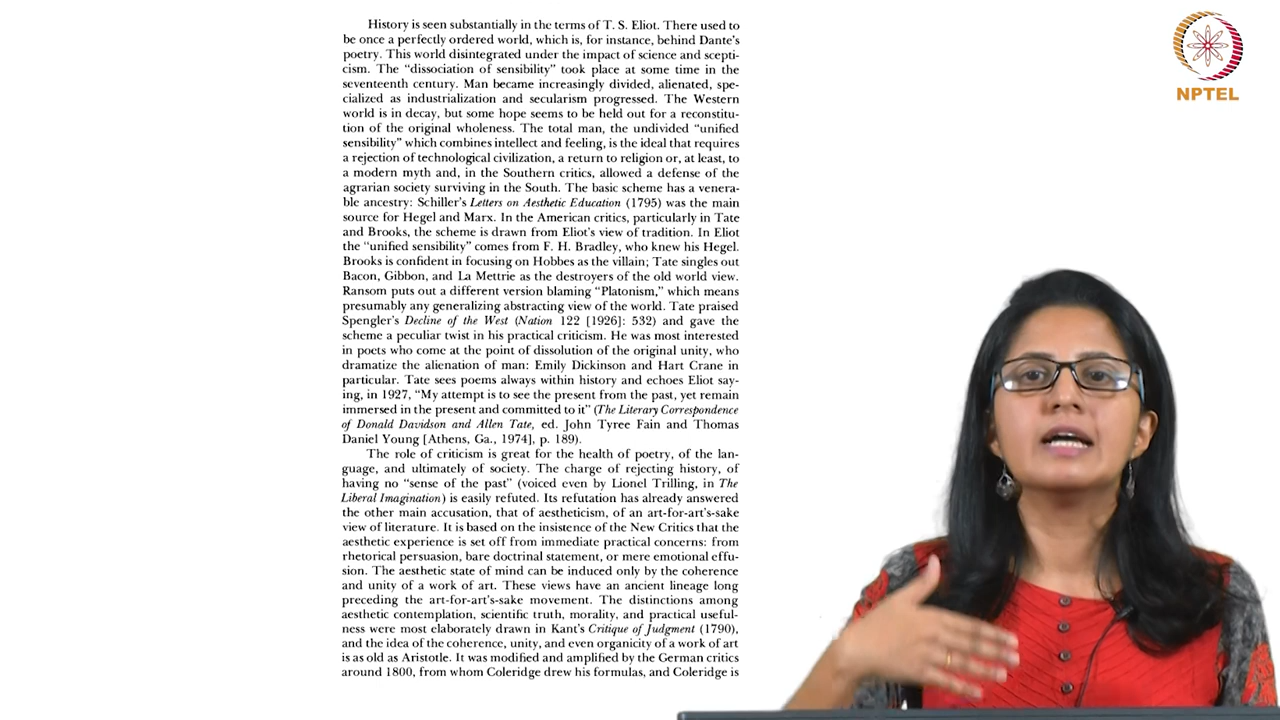 History is seen substantially in the terms of T. S. Eliot. There used to
be once a perfectly ordered world, which is, for instance, behind Dante's
poetry. This world disintegrated under the impact of science and scepti-
cism. The “dissociation of sensibility” took place at some time in the
seventeenth century. Man became increasingly divided, alienated, spe-
cialized as industrialization and secularism progressed. The Western
world is in decay, but some hope seems to be held out for a reconstitu-
tion of the original wholeness. The total man, the undivided “unified
sensibility” which combines intellect and feeling, is the ideal that requires
a rejection of technological civilization, a return to religion or, at least, to
a modern myth and, in the Southern critics, allowed a defense of the
agrarian society surviving in the South. The basic scheme has a venera-
ble ancestry: Schiller's Letters on Aesthetic Education (1795) was the main
source for Hegel and Marx. In the American critics, particularly in Tate
and Brooks, the scheme is drawn from Eliot's view of tradition. In Eliot
the “unified sensibility” comes from F. H. Bradley, who knew his Hegel.
Brooks is confident in focusing on Hobbes as the villain; Tate singles out
Bacon, Gibbon, and La Mettrie as the destroyers of the old world view.
Ransom puts out a different version blaming “Platonism,” which means
presumably any generalizing abstracting view of the world. Tate praised
Spengler's Decline of the West (Nation 122 [1926]: 532) and gave the
scheme a peculiar twist in his practical criticism. He was most interested
in poets who come at the point of dissolution of the original unity, who
dramatize the alienation of man: Emily Dickinson and Hart Crane in
particular. Tate sees poems always within history and echoes Eliot say-
ing, in 1927, “My attempt is to see the present from the past, yet remain
immersed in the present and committed to it” (The Literary Correspondence
of Donald Davidson and Allen Tate, ed. John Tyree Fain and Thomas
Daniel Young [Athens, Ga., 1974], p. 189).
The role of criticism is great for the health of poetry, of the lan-
guage, and ultimately of society. The charge of rejecting history, of
having no “sense of the past” (voiced even by Lionel Trilling, in The
Liberal Imagination) is easily refuted. Its refutation has already answered
the other main accusation, that of aestheticism, of an art-for-art's-sake
view of literature. It is based on the insistence of the New Critics that the
aesthetic experience is set off from immediate practical concerns: from
rhetorical persuasion, bare doctrinal statement, or mere emotional effu-
sion. The aesthetic state of mind can be induced only by the coherence
and unity of a work of art. These views have an ancient lineage long
preceding the art-for-art's-sake movement. The distinctions among
aesthetic contemplation, scientific truth, morality, and practical useful-
ness were most elaborately drawn in Kant's Critique of Judgment (1790),
and the idea of the coherence, unity, and even organicity of a work of art
is as old as Aristotle. It was modified and amplified by the German critics
around 1800, from whom Coleridge drew his formulas, and Coleridge is
NPTEL